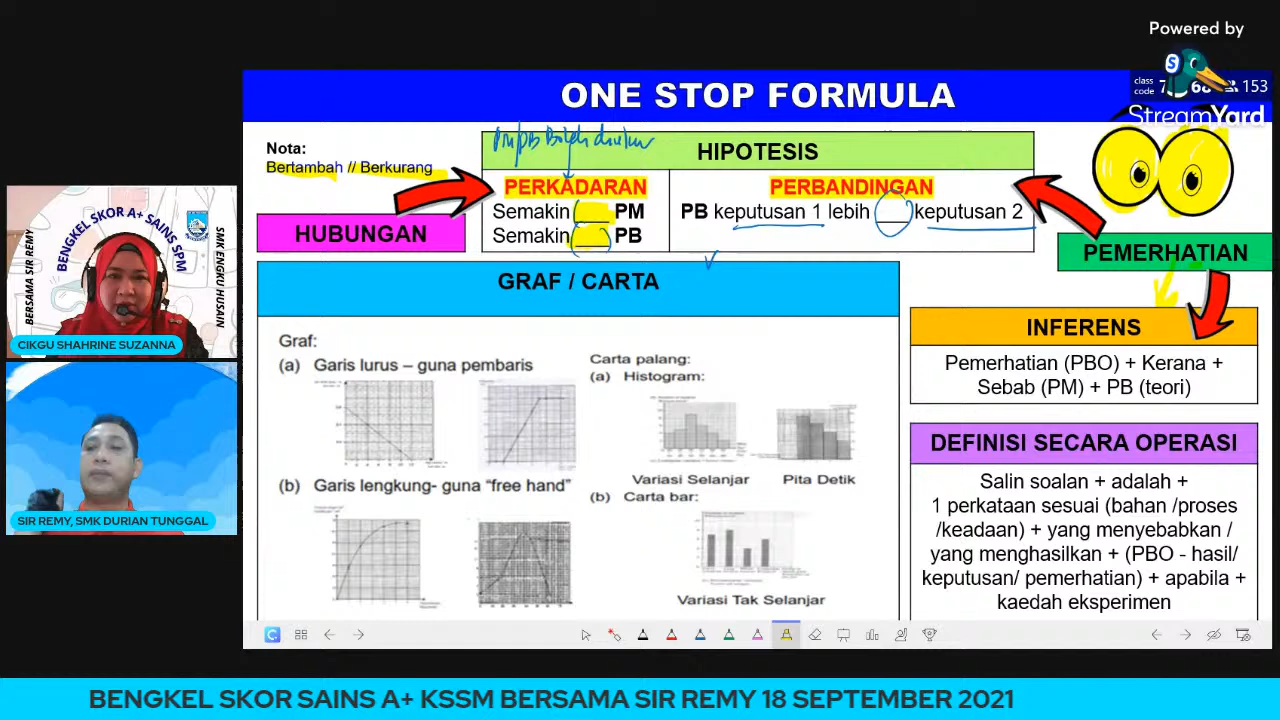 Powered by
StreamYard
class
code
153
ONE STOP FORMULA
Nota:
Bertambah // Berkurang
HUBUNGAN
HIPOTESIS
PERKADARAN
Semakin ___ PM
Semakin ___ PB
PERBANDINGAN
PB keputusan 1 lebih keputusan 2
PEMERHATIAN
GRAF / CARTA
Graf:
(a) Garis lurus – guna pembaris
(b) Garis lengkung- guna “free hand”
Carta palang:
(a) Histogram:
Variasi Selanjar
Pita Detik
(b) Carta bar:
Variasi Tak Selanjar
INFERENS
Pemerhatian (PBO) + Kerana +
Sebab (PM) + PB (teori)
DEFINISI SECARA OPERASI
Salin soalan + adalah +
1 perkataan sesuai (bahan /proses
/keadaan) + yang menyebabkan /
yang menghasilkan + (PBO - hasil/
keputusan/ pemerhatian) + apabila +
kaedah eksperimen
BENGKEL SKOR A+ SAINS SPM
BERSAMA SIR REMY
SMK ENGKU HUSAIN
CIKGU SHAHRINE SUZANNA
SIR REMY, SMK DURIAN TUNGGAL
BENGKEL SKOR SAINS A+ KSSM BERSAMA SIR REMY 18 SEPTEMBER 2021